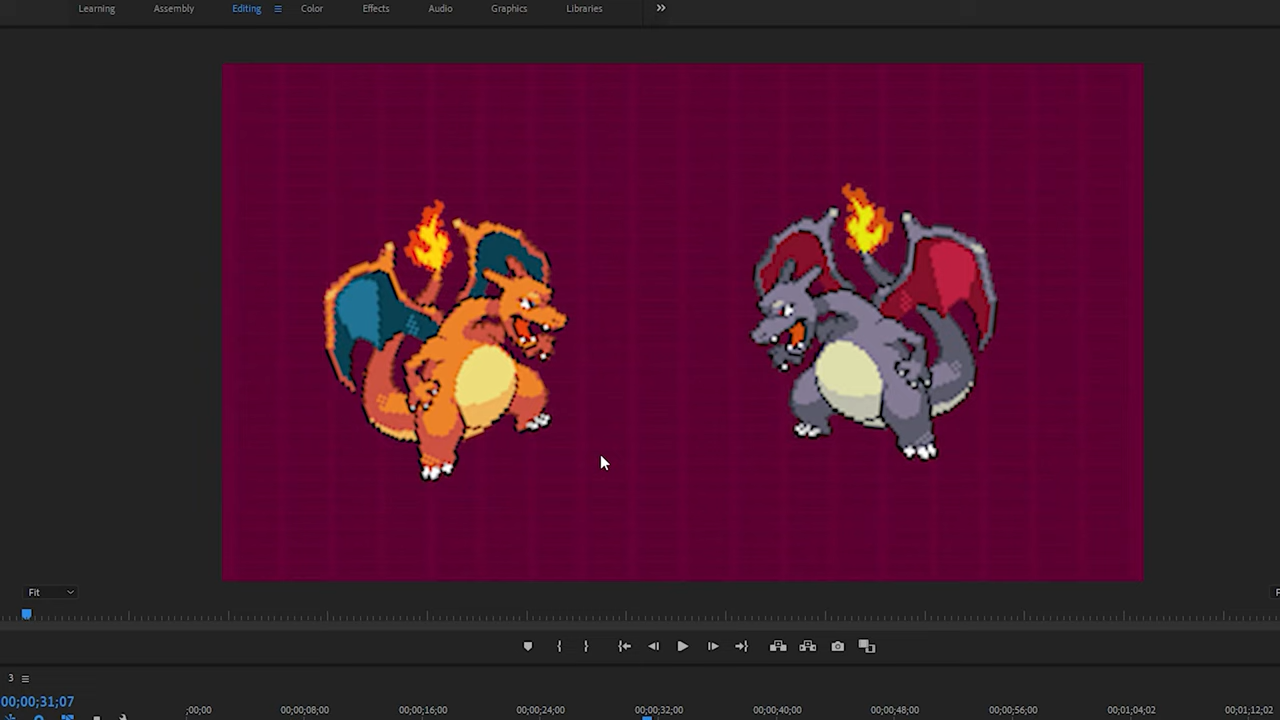 Learning Assembly Editing Color Effects Audio Graphics Libraries
Fit
3
00;00;31;07
;00;00 00;00;08;00 00;00;16;00 00;00;24;00 00;00;32;00 00;00;40;00 00;00;48;00 00;00;56;00 00;01;04;02 00;01;12;02